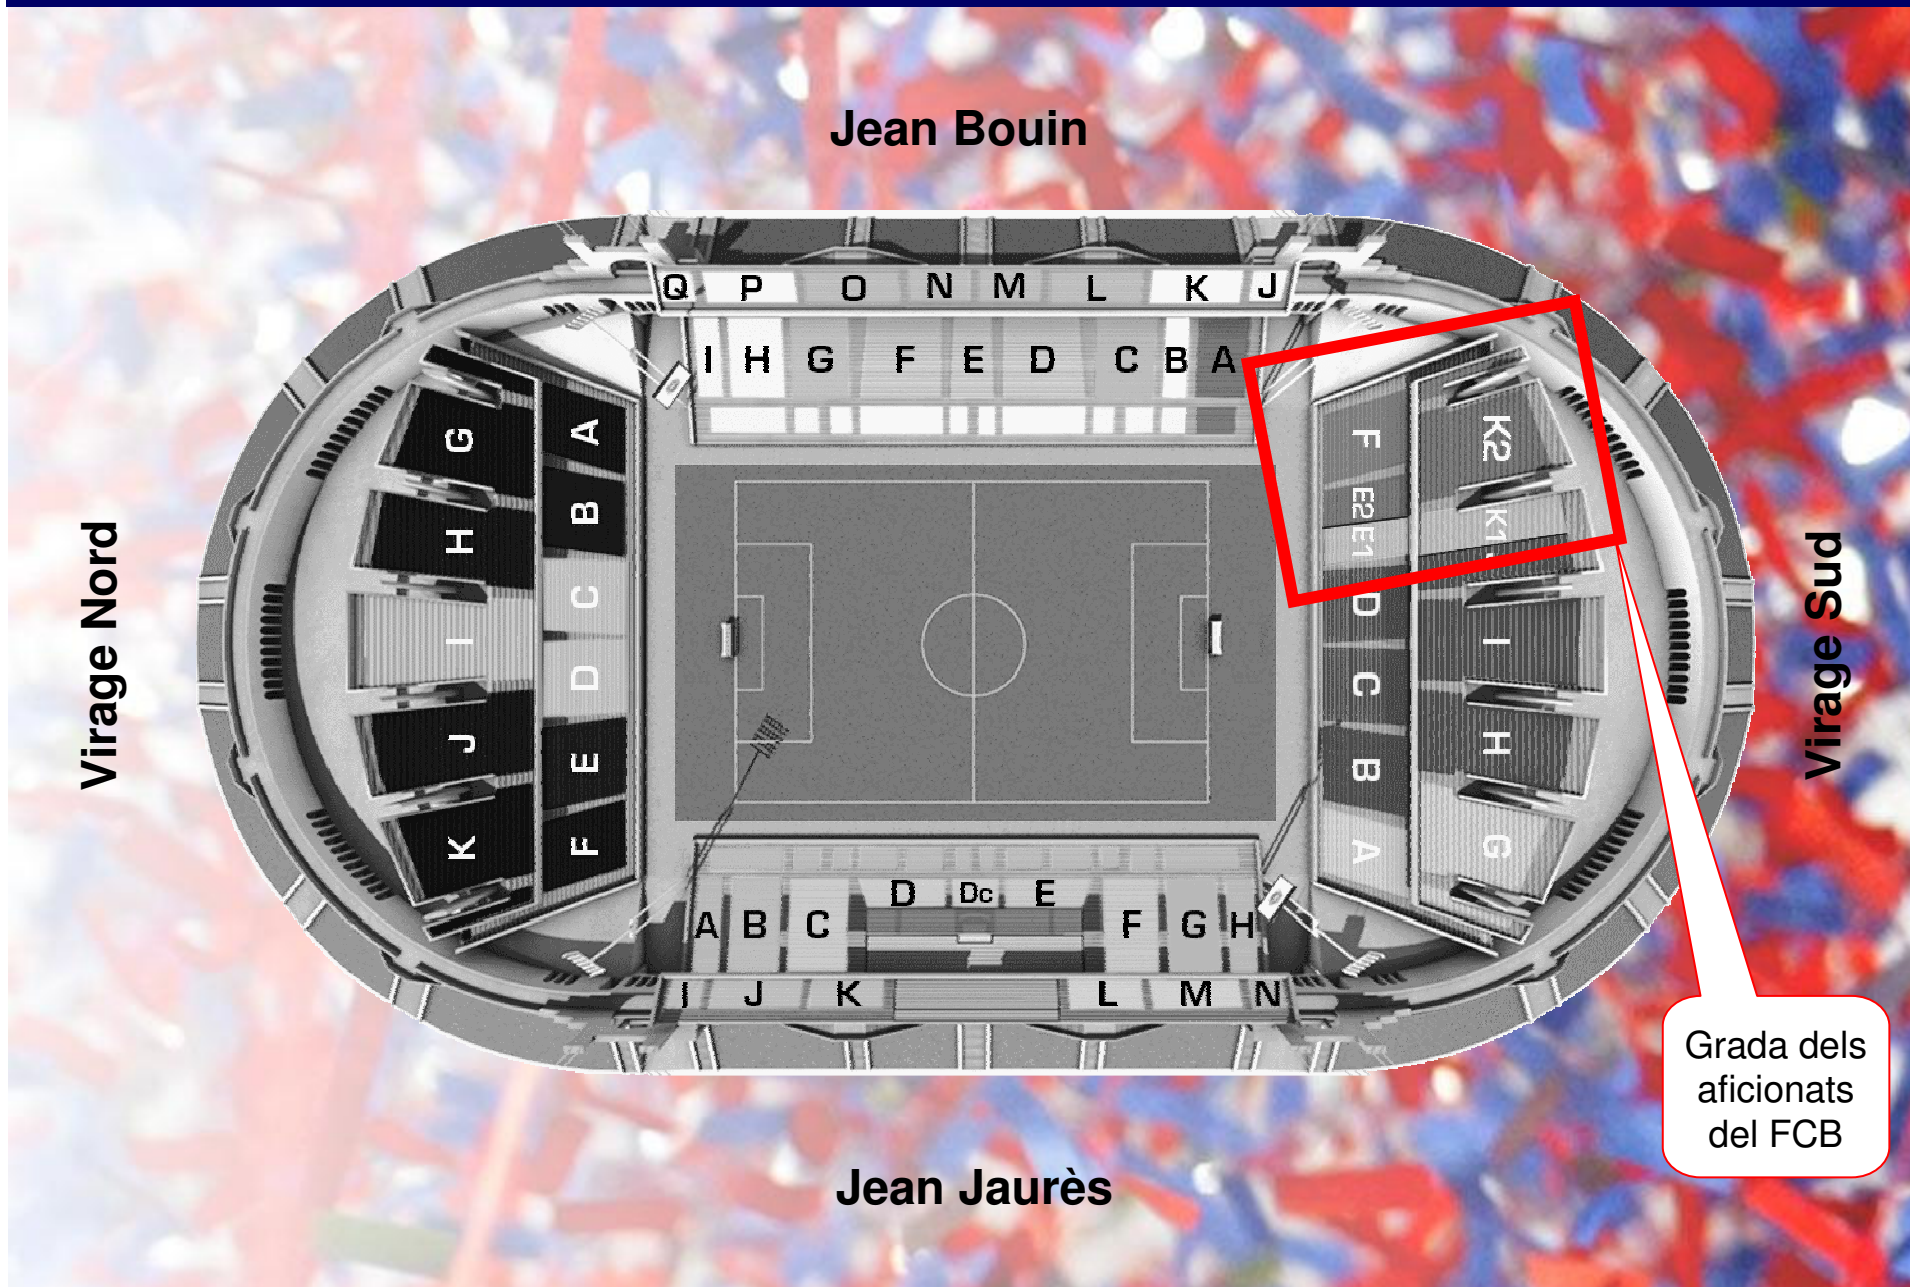 Jean Bouin
Q P O N M L K J
I H G F E D C B A
Virage Nord
G A
H B
I C
D
J E
K F
F K2
E2 K1
E1
D I
C
B H
A G
Virage Sud
D Dc E
A B C F G H
I J K L M N
Grada dels
aficionats
del FCB
Jean Jaurès